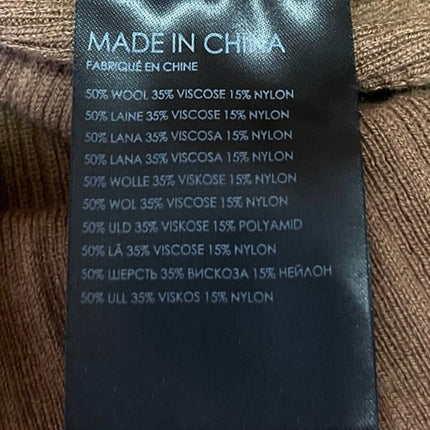 MADE IN CHINA
FABRIQUÉ EN CHINE
50% WOOL 35% VISCOSE 15% NYLON
50% LAINE 35% VISCOSE 15% NYLON
50% LANA 35% VISCOSA 15% NYLON
50% LANA 35% VISCOSA 15% NYLON
50% WOLLE 35% VISKOSE 15% NYLON
50% WOL 35% VISCOSE 15% NYLON
50% ULD 35% VISKOSE 15% POLYAMID
50% LÃ 35% VISCOSE 15% NYLON
50% ШЕРСТЬ 35% ВИСКОЗА 15% НЕЙЛОН
50% ULL 35% VISKOS 15% NYLON